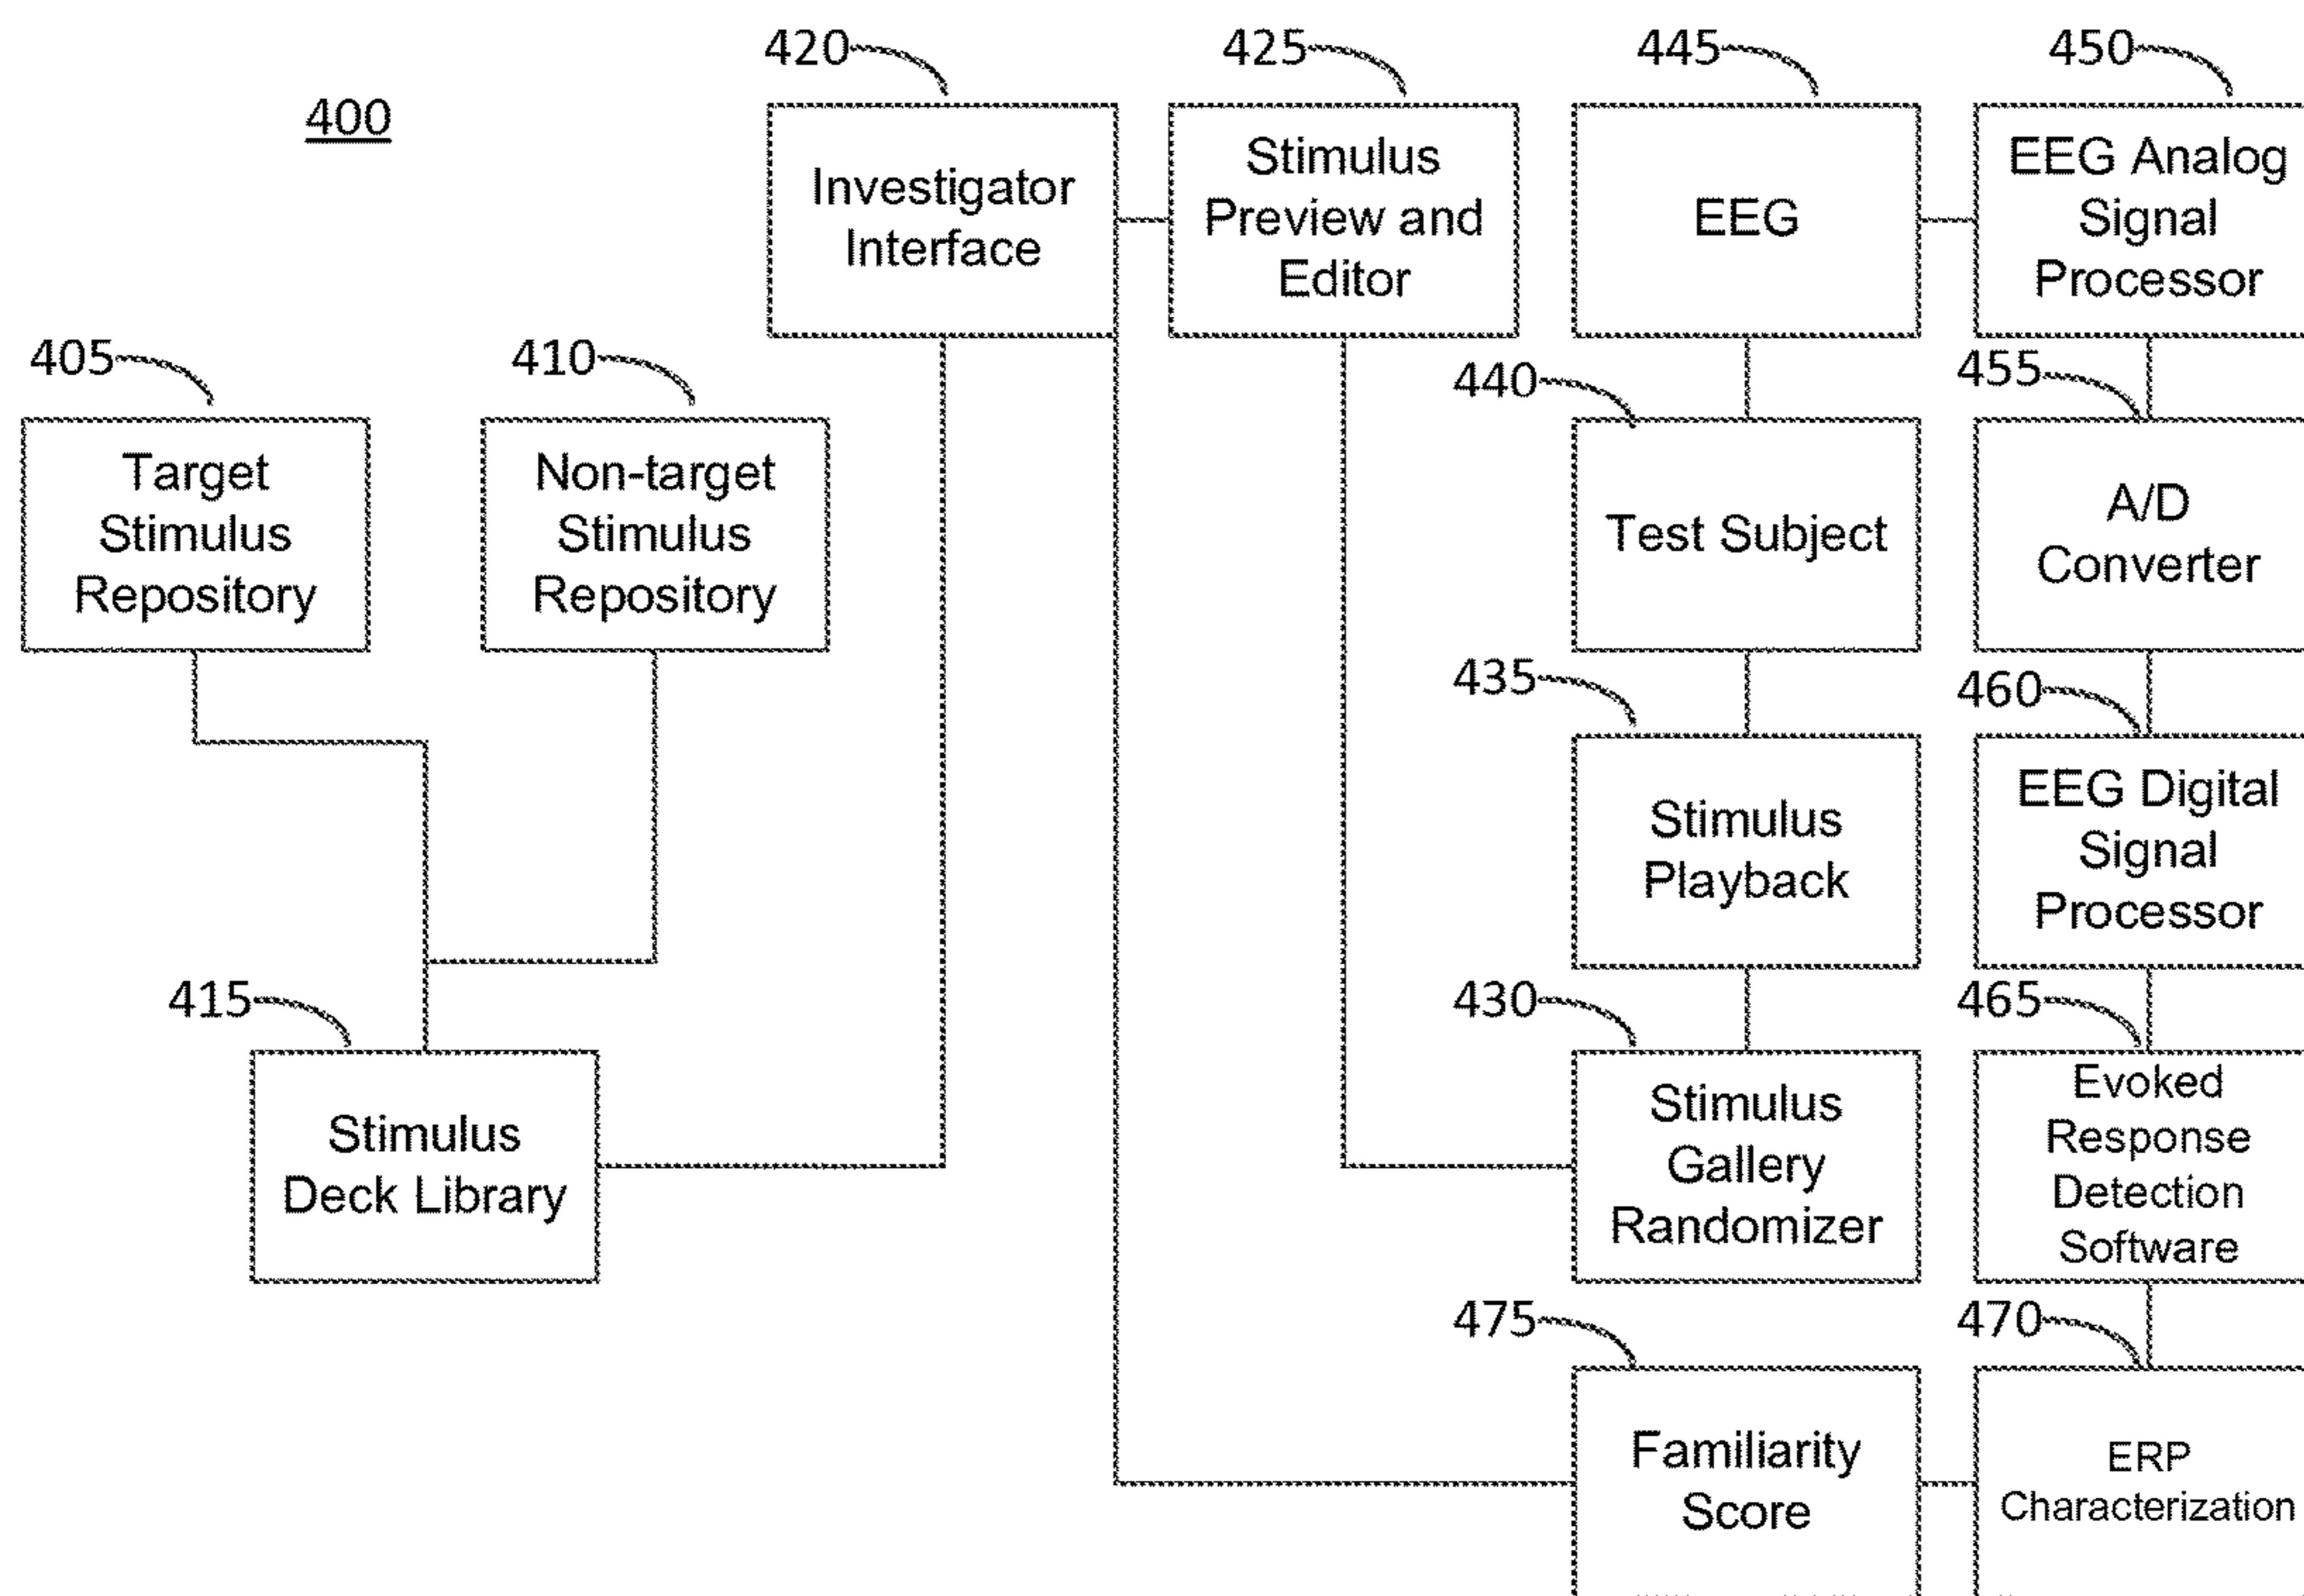 400
420
Investigator
Interface
425
Stimulus
Preview and
Editor
445
EEG
450
EEG Analog
Signal
Processor
405
Target
Stimulus
Repository
410
Non-target
Stimulus
Repository
440
Test Subject
455
A/D
Converter
435
Stimulus
Playback
460
EEG Digital
Signal
Processor
415
Stimulus
Deck Library
430
Stimulus
Gallery
Randomizer
465
Evoked
Response
Detection
Software
475
Familiarity
Score
470
ERP
Characterization